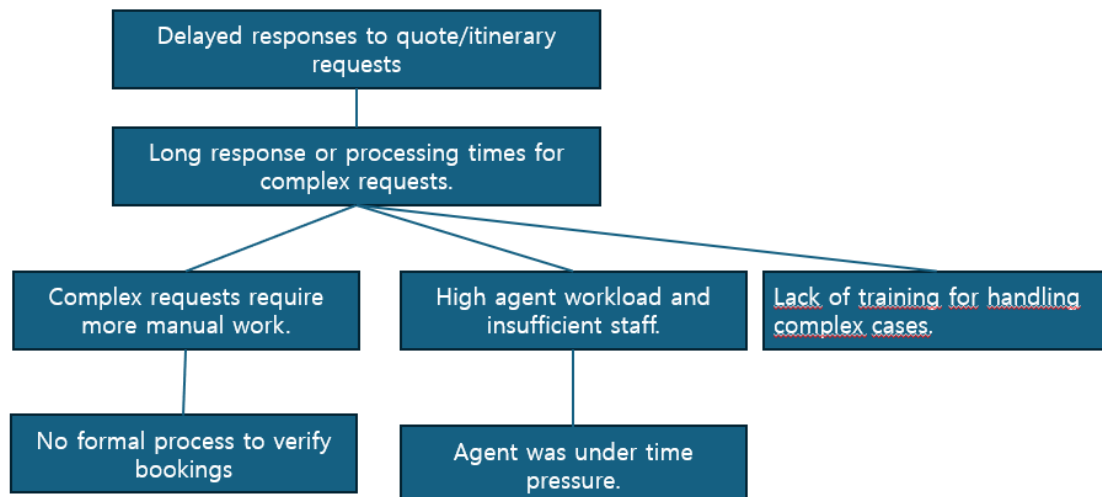 Delayed responses to quote/itinerary
requests
Long response or processing times for
complex requests.
Complex requests require
more manual work.
High agent workload and
insufficient staff.
Lack of training for handling
complex cases.
No formal process to verify
bookings
Agent was under time
pressure.